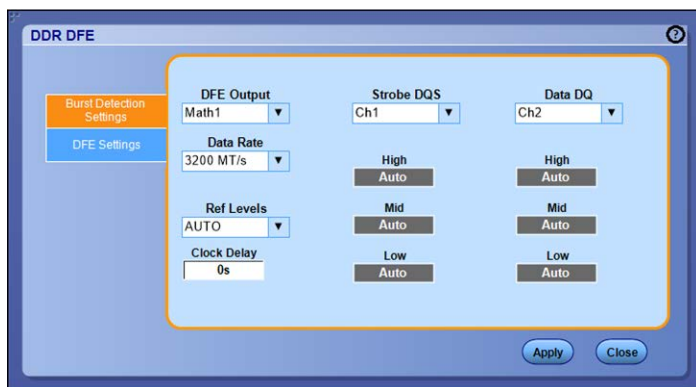 DDR DFE
?
Burst Detection
Settings
DFE Settings
DFE Output
Math1
Strobe DQS
Ch1
Data DQ
Ch2
Data Rate
3200 MT/s
High
Auto
High
Auto
Ref Levels
AUTO
Mid
Auto
Mid
Auto
Clock Delay
0s
Low
Auto
Low
Auto
Apply
Close